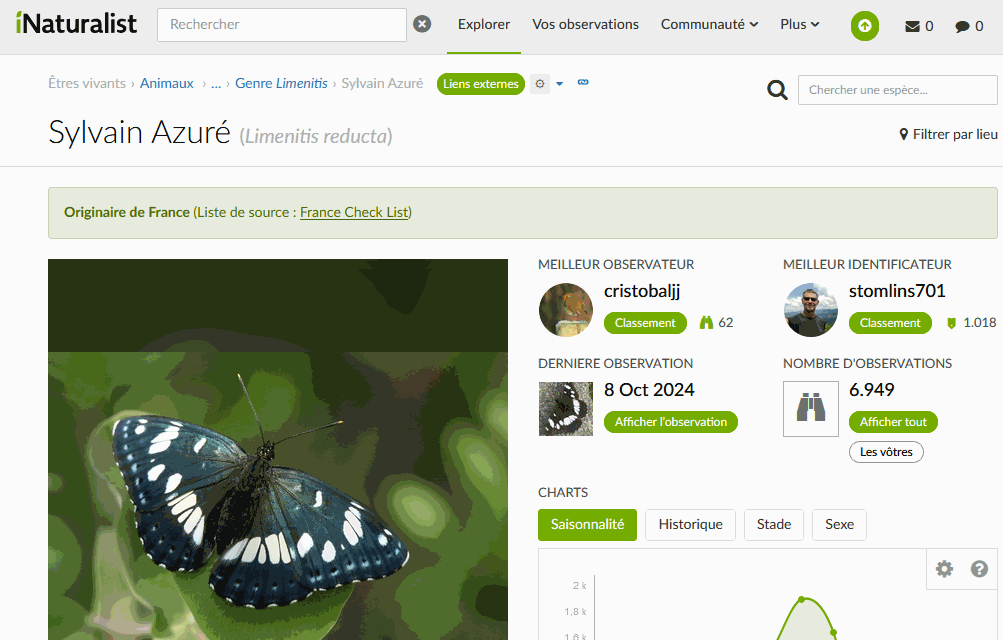 iNaturalist
Rechercher
Explorer
Vos observations
Communauté
Plus
0
0
Êtres vivants › Animaux › ... › Genre Limenitis › Sylvain Azuré
Liens externes
Chercher une espèce...
Sylvain Azuré (Limenitis reducta)
Filtrer par lieu
Originaire de France (Liste de source : France Check List)
MEILLEUR OBSERVATEUR
cristobaljj
Classement
62
MEILLEUR IDENTIFICATEUR
stomlins701
Classement
1.018
DERNIERE OBSERVATION
8 Oct 2024
Afficher l'observation
NOMBRE D'OBSERVATIONS
6.949
Afficher tout
Les vôtres
CHARTS
Saisonnalité
Historique
Stade
Sexe
2 k
1.8 k
1.6 k